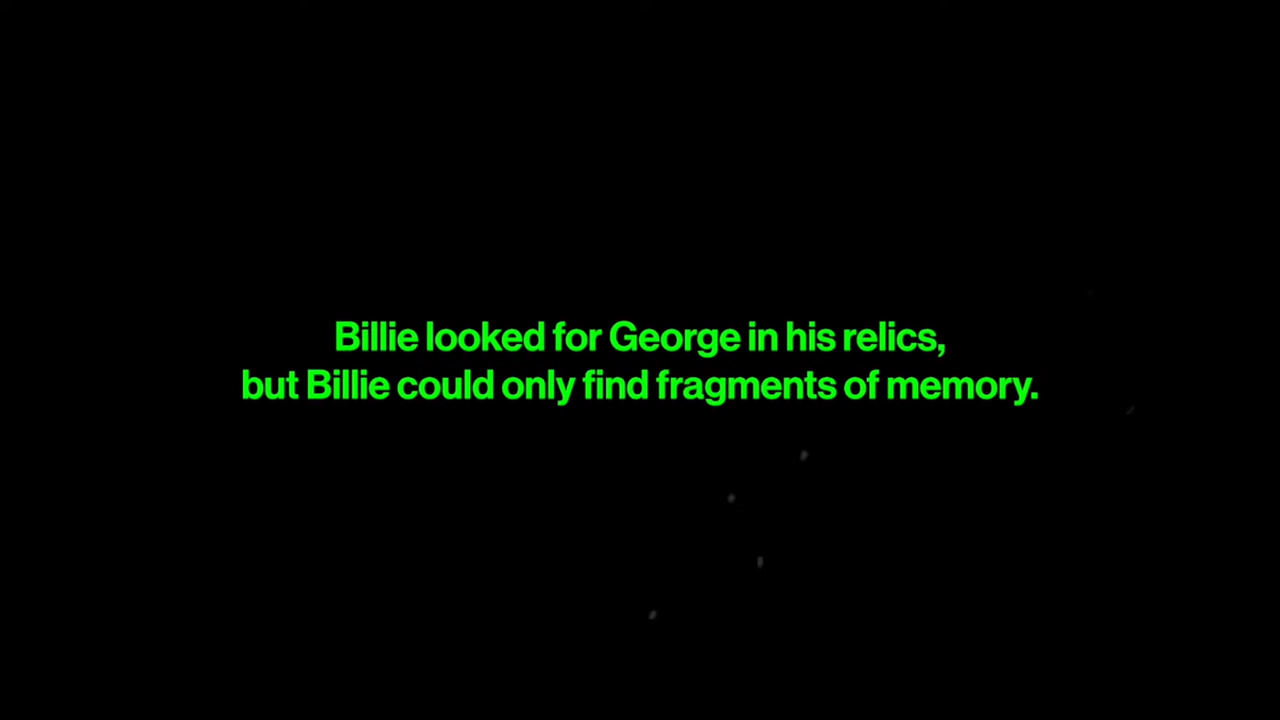 Billie looked for George in his relics,
but Billie could only find fragments of memory.